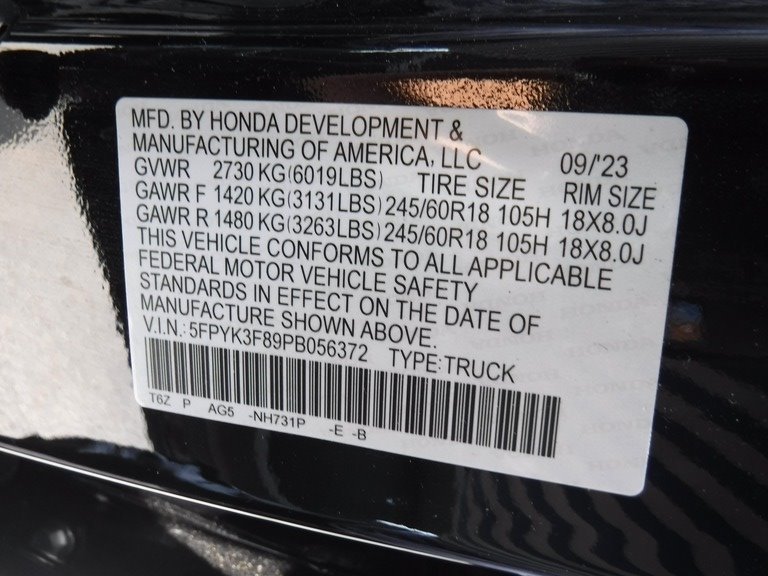 MFD. BY HONDA DEVELOPMENT &
MANUFACTURING OF AMERICA, LLC 09/'23
GVWR 2730 KG(6019LBS) TIRE SIZE RIM SIZE
GAWR F 1420 KG(3131LBS) 245/60R18 105H 18X8.0J
GAWR R 1480 KG(3263LBS) 245/60R18 105H 18X8.0J
THIS VEHICLE CONFORMS TO ALL APPLICABLE
FEDERAL MOTOR VEHICLE SAFETY
STANDARDS IN EFFECT ON THE DATE OF
MANUFACTURE SHOWN ABOVE.
V.I.N.: 5FPYK3F89PB056372 TYPE:TRUCK
T6Z P AG5 -NH731P -E -B